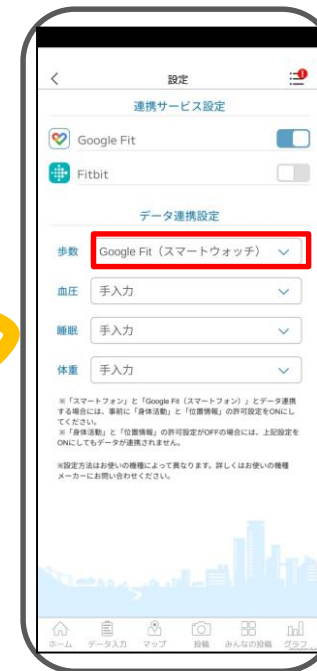 設定
連携サービス設定
Google Fit
Fitbit
データ連携設定
歩数 Google Fit（スマートウォッチ）
血圧 手入力
睡眠 手入力
体重 手入力
※「スマートフォン」と「Google Fit（スマートフォン）」とデータ連携
する場合には、事前に「身体活動」と「位置情報」の許可設定をONにし
てください。
※「身体活動」と「位置情報」の許可設定がOFFの場合には、上記設定を
ONにしてもデータが連携されません。
※設定方法はお使いの機種によって異なります。詳しくはお使いの機種
メーカーにお問い合わせください。
ホーム データ入力 マップ 投稿 みんなの投稿 グラフ